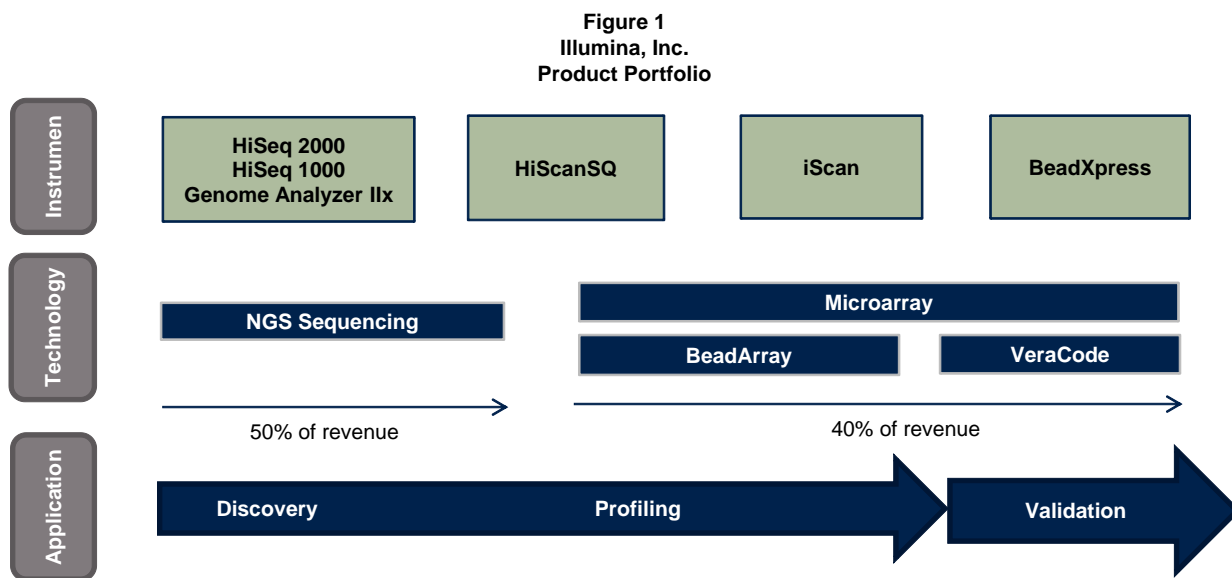 Figure 1
Illumina, Inc.
Product Portfolio
Instrumen
HiSeq 2000
HiSeq 1000
Genome Analyzer IIx
HiScanSQ
iScan
BeadXpress
Technology
NGS Sequencing
Microarray
BeadArray
VeraCode
50% of revenue
40% of revenue
Application
Discovery
Profiling
Validation